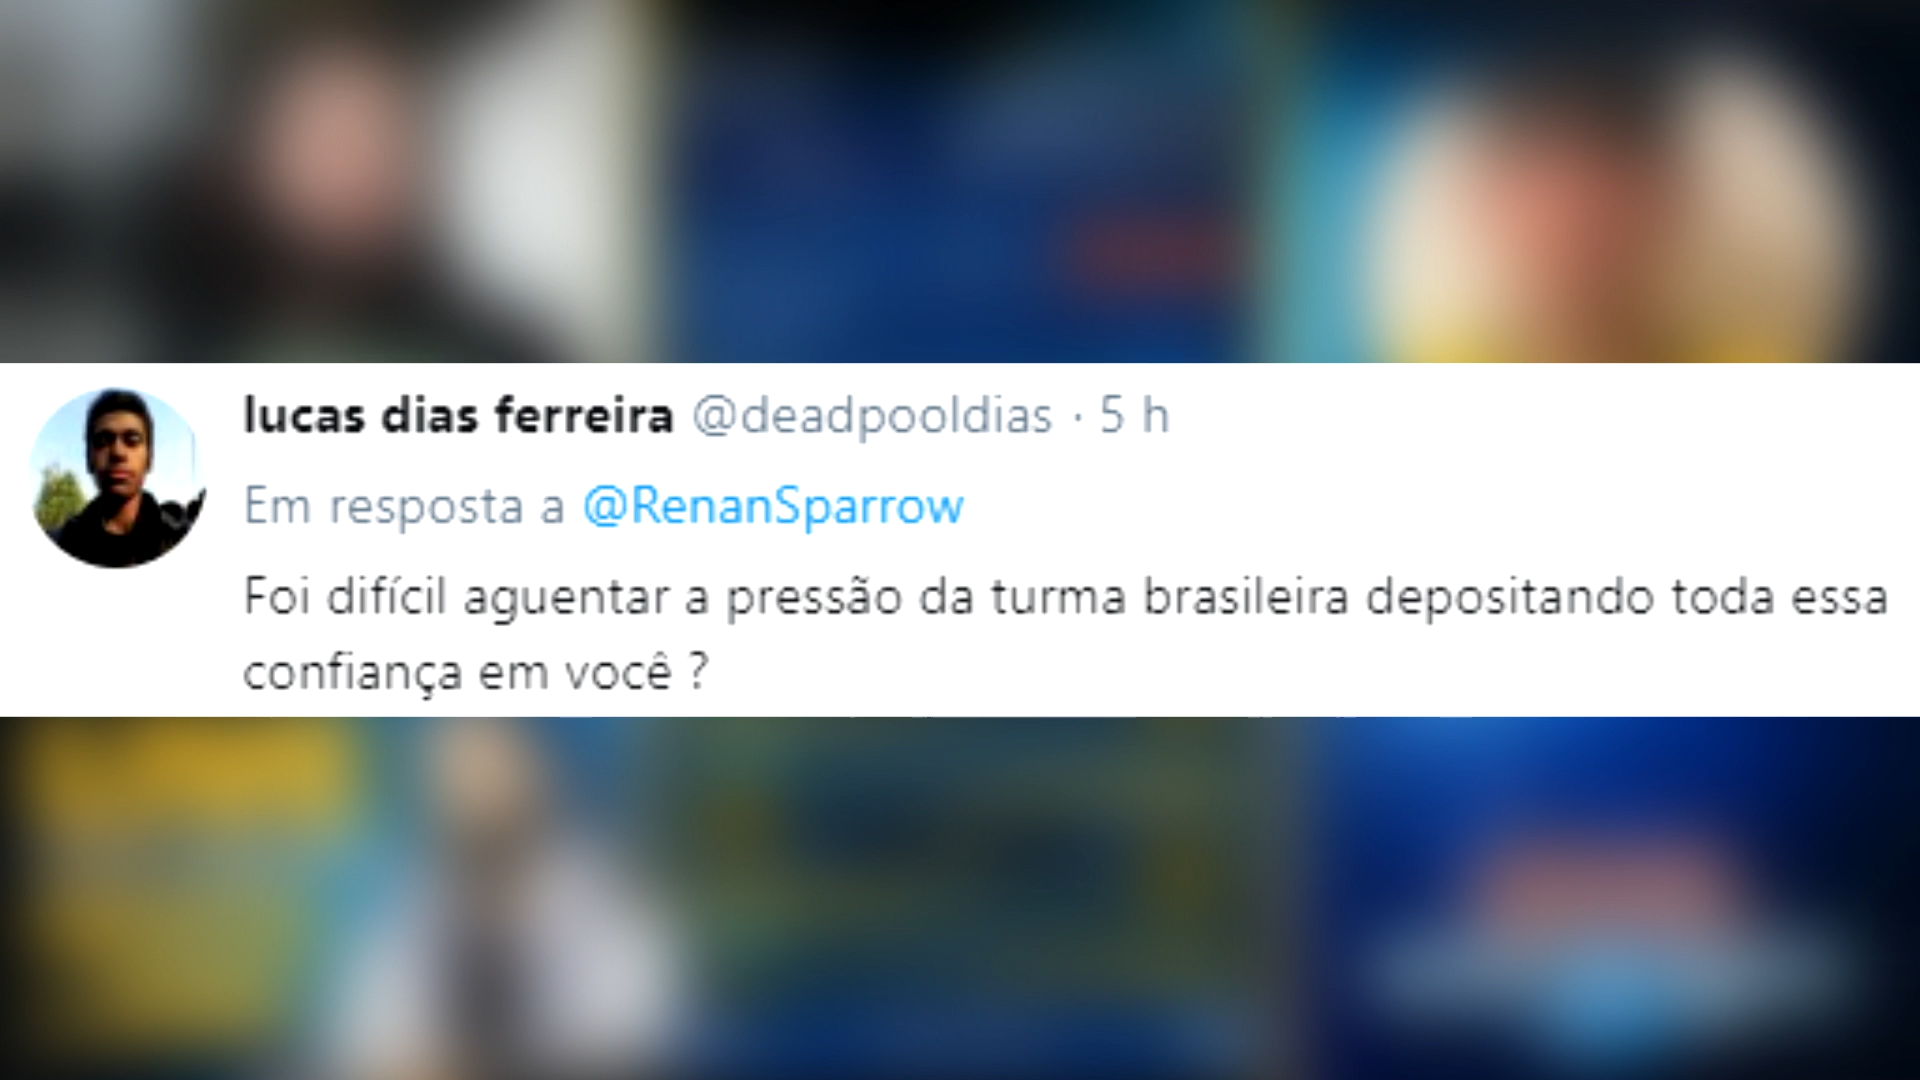 lucas dias ferreira @deadpooldias · 5 h
Em resposta a @RenanSparrow
Foi difícil aguentar a pressão da turma brasileira depositando toda essa
confiança em você ?